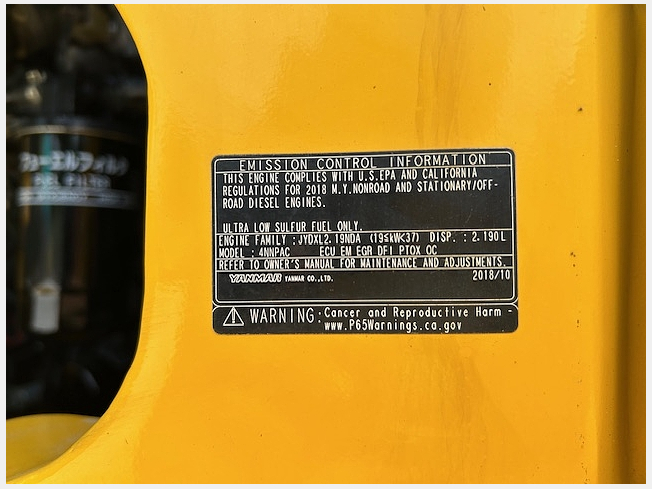 フューエルフィルタ
FUEL FILTER
EMISSION CONTROL INFORMATION
THIS ENGINE COMPLIES WITH U.S.EPA AND CALIFORNIA
REGULATIONS FOR 2018 M.Y.NONROAD AND STATIONARY/OFF-
ROAD DIESEL ENGINES.
ULTRA LOW SULFUR FUEL ONLY.
ENGINE FAMILY : JYDXL2.19NDA (19≤kW<37) DISP. : 2.190L
MODEL : 4NNPAC ECU EM EGR DFI PTOX OC
REFER TO OWNER'S MANUAL FOR MAINTENANCE AND ADJUSTMENTS.
YANMAR YANMAR CO.,LTD. 2018/10
WARNING: Cancer and Reproductive Harm -
www.P65Warnings.ca.gov